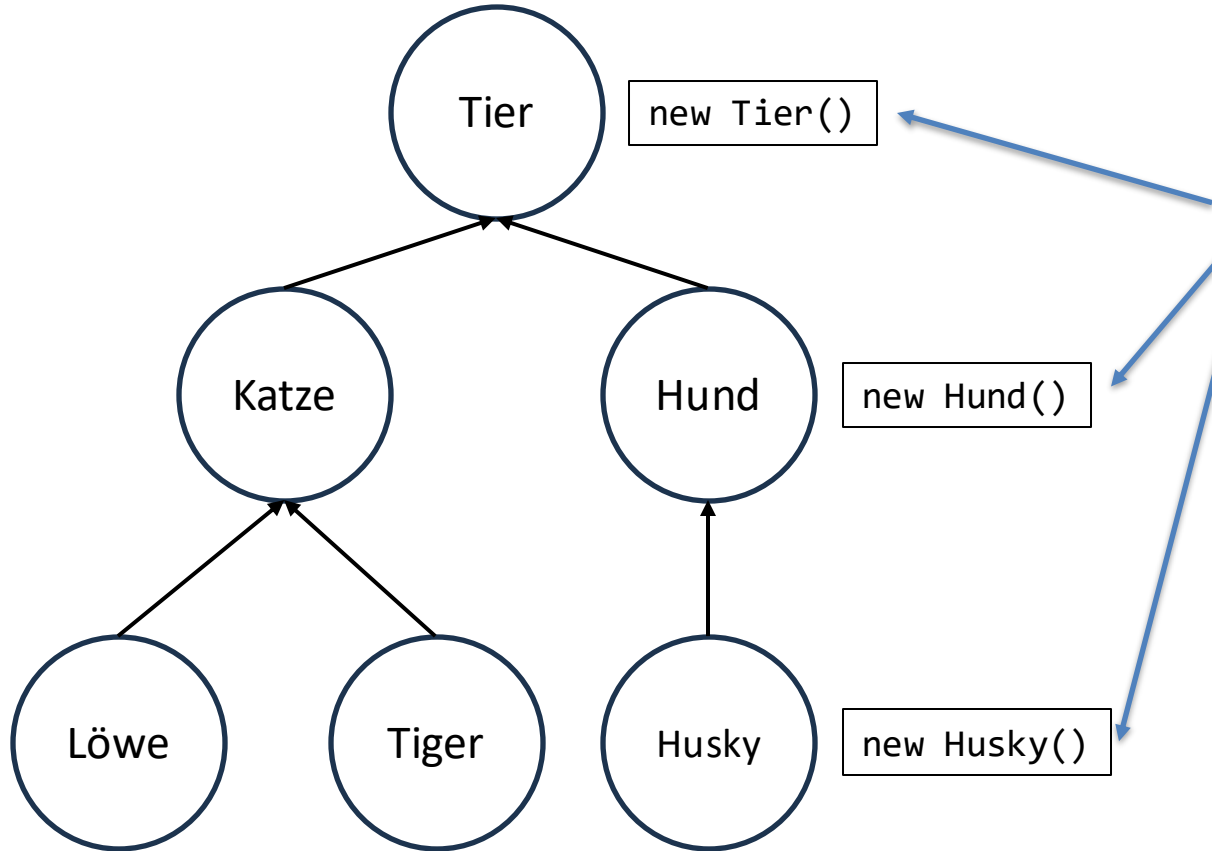 Tier
new Tier()
Katze
Hund
new Hund()
Löwe
Tiger
Husky
new Husky()